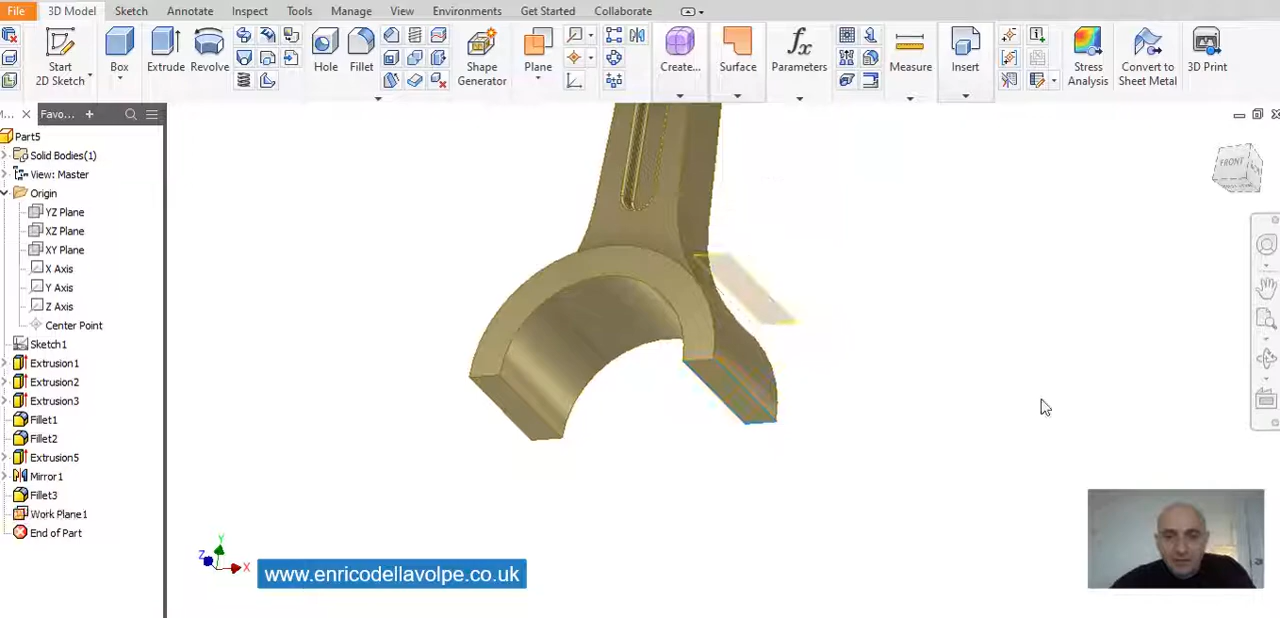 File 3D Model Sketch Annotate Inspect Tools Manage View Environments Get Started Collaborate
Start
2D Sketch
Box
Extrude
Revolve
Hole
Fillet
Shape
Generator
Plane
Create...
Surface
fx
Parameters
Measure
Insert
Stress
Analysis
Convert to
Sheet Metal
3D Print
M... Favo...
Part5
Solid Bodies(1)
View: Master
Origin
YZ Plane
XZ Plane
XY Plane
X Axis
Y Axis
Z Axis
Center Point
Sketch1
Extrusion1
Extrusion2
Extrusion3
Fillet1
Fillet2
Extrusion5
Mirror1
Fillet3
Work Plane1
End of Part
FRONT
Y
Z
X
www.enricodellavolpe.co.uk